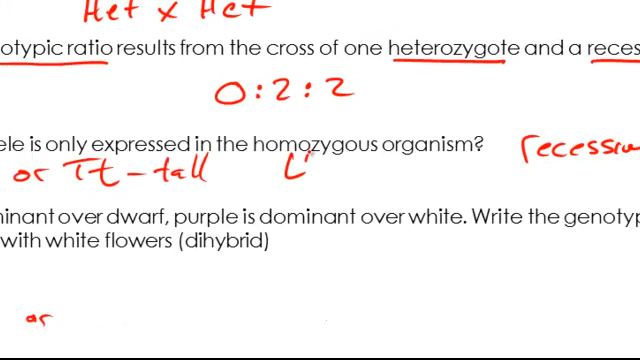 Het x Het
otypic ratio results from the cross of one heterozygote and a reces
0:2:2
ele is only expressed in the homozygous organism? recessiv
or Tt - tall
ninant over dwarf, purple is dominant over white. Write the genotyp
with white flowers (dihybrid)
or